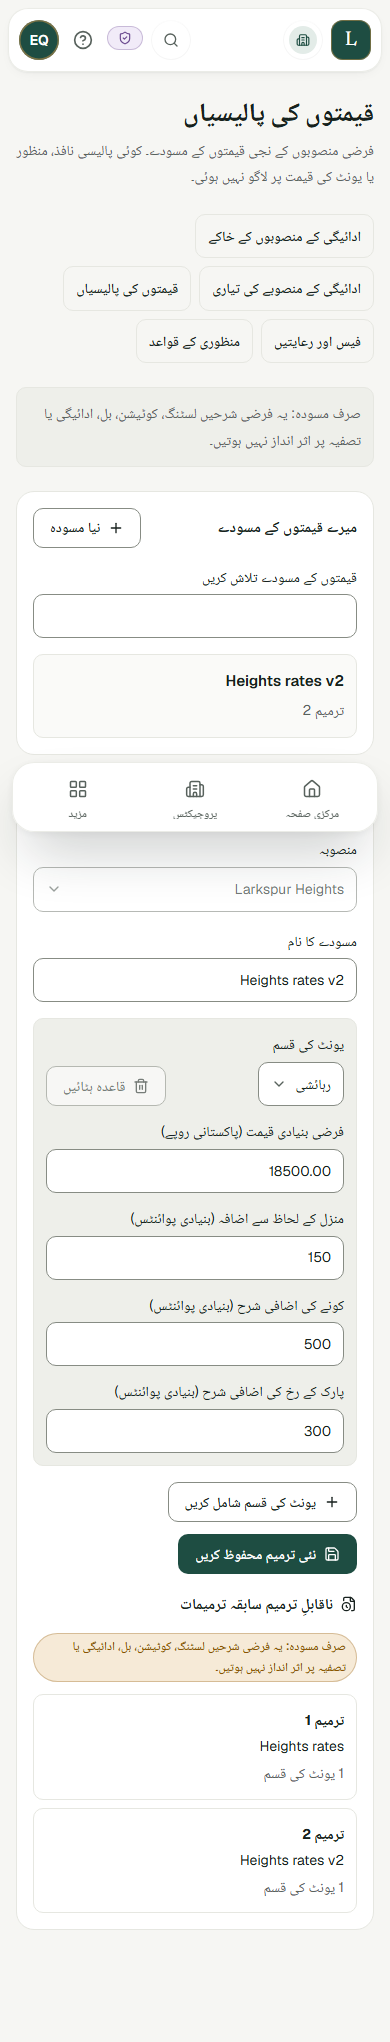 EQ
L
قیمتوں کی پالیسیاں
فرضی منصوبوں کے نجی قیمتوں کے مسودے۔ کوئی پالیسی نافذ، منظور
یا یونٹ کی قیمت پر لاگو نہیں ہوئی۔
ادائیگی کے منصوبوں کے خاکے
ادائیگی کے منصوبے کی تیاری
قیمتوں کی پالیسیاں
فیس اور رعایتیں
منظوری کے قواعد
صرف مسودہ: یہ فرضی شرحیں لسٹنگ، کوٹیشن، بل، ادائیگی یا
تصفیہ پر اثر انداز نہیں ہوتیں۔
میرے قیمتوں کے مسودے
نیا مسودہ
قیمتوں کے مسودے تلاش کریں
Heights rates v2
ترمیم 2
مرکزی صفحہ
پروجیکٹس
مزید
منصوبہ
Larkspur Heights
مسودے کا نام
Heights rates v2
یونٹ کی قسم
رہائشی
قاعدہ ہٹائیں
فرضی بنیادی قیمت (پاکستانی روپے)
18500.00
منزل کے لحاظ سے اضافہ (بنیادی پوائنٹس)
150
کونے کی اضافی شرح (بنیادی پوائنٹس)
500
پارک کے رخ کی اضافی شرح (بنیادی پوائنٹس)
300
یونٹ کی قسم شامل کریں
نئی ترمیم محفوظ کریں
ناقابلِ ترمیم سابقہ ترمیمات
صرف مسودہ: یہ فرضی شرحیں لسٹنگ، کوٹیشن، بل، ادائیگی یا
تصفیہ پر اثر انداز نہیں ہوتیں۔
ترمیم 1
Heights rates
1 یونٹ کی قسم
ترمیم 2
Heights rates v2
1 یونٹ کی قسم